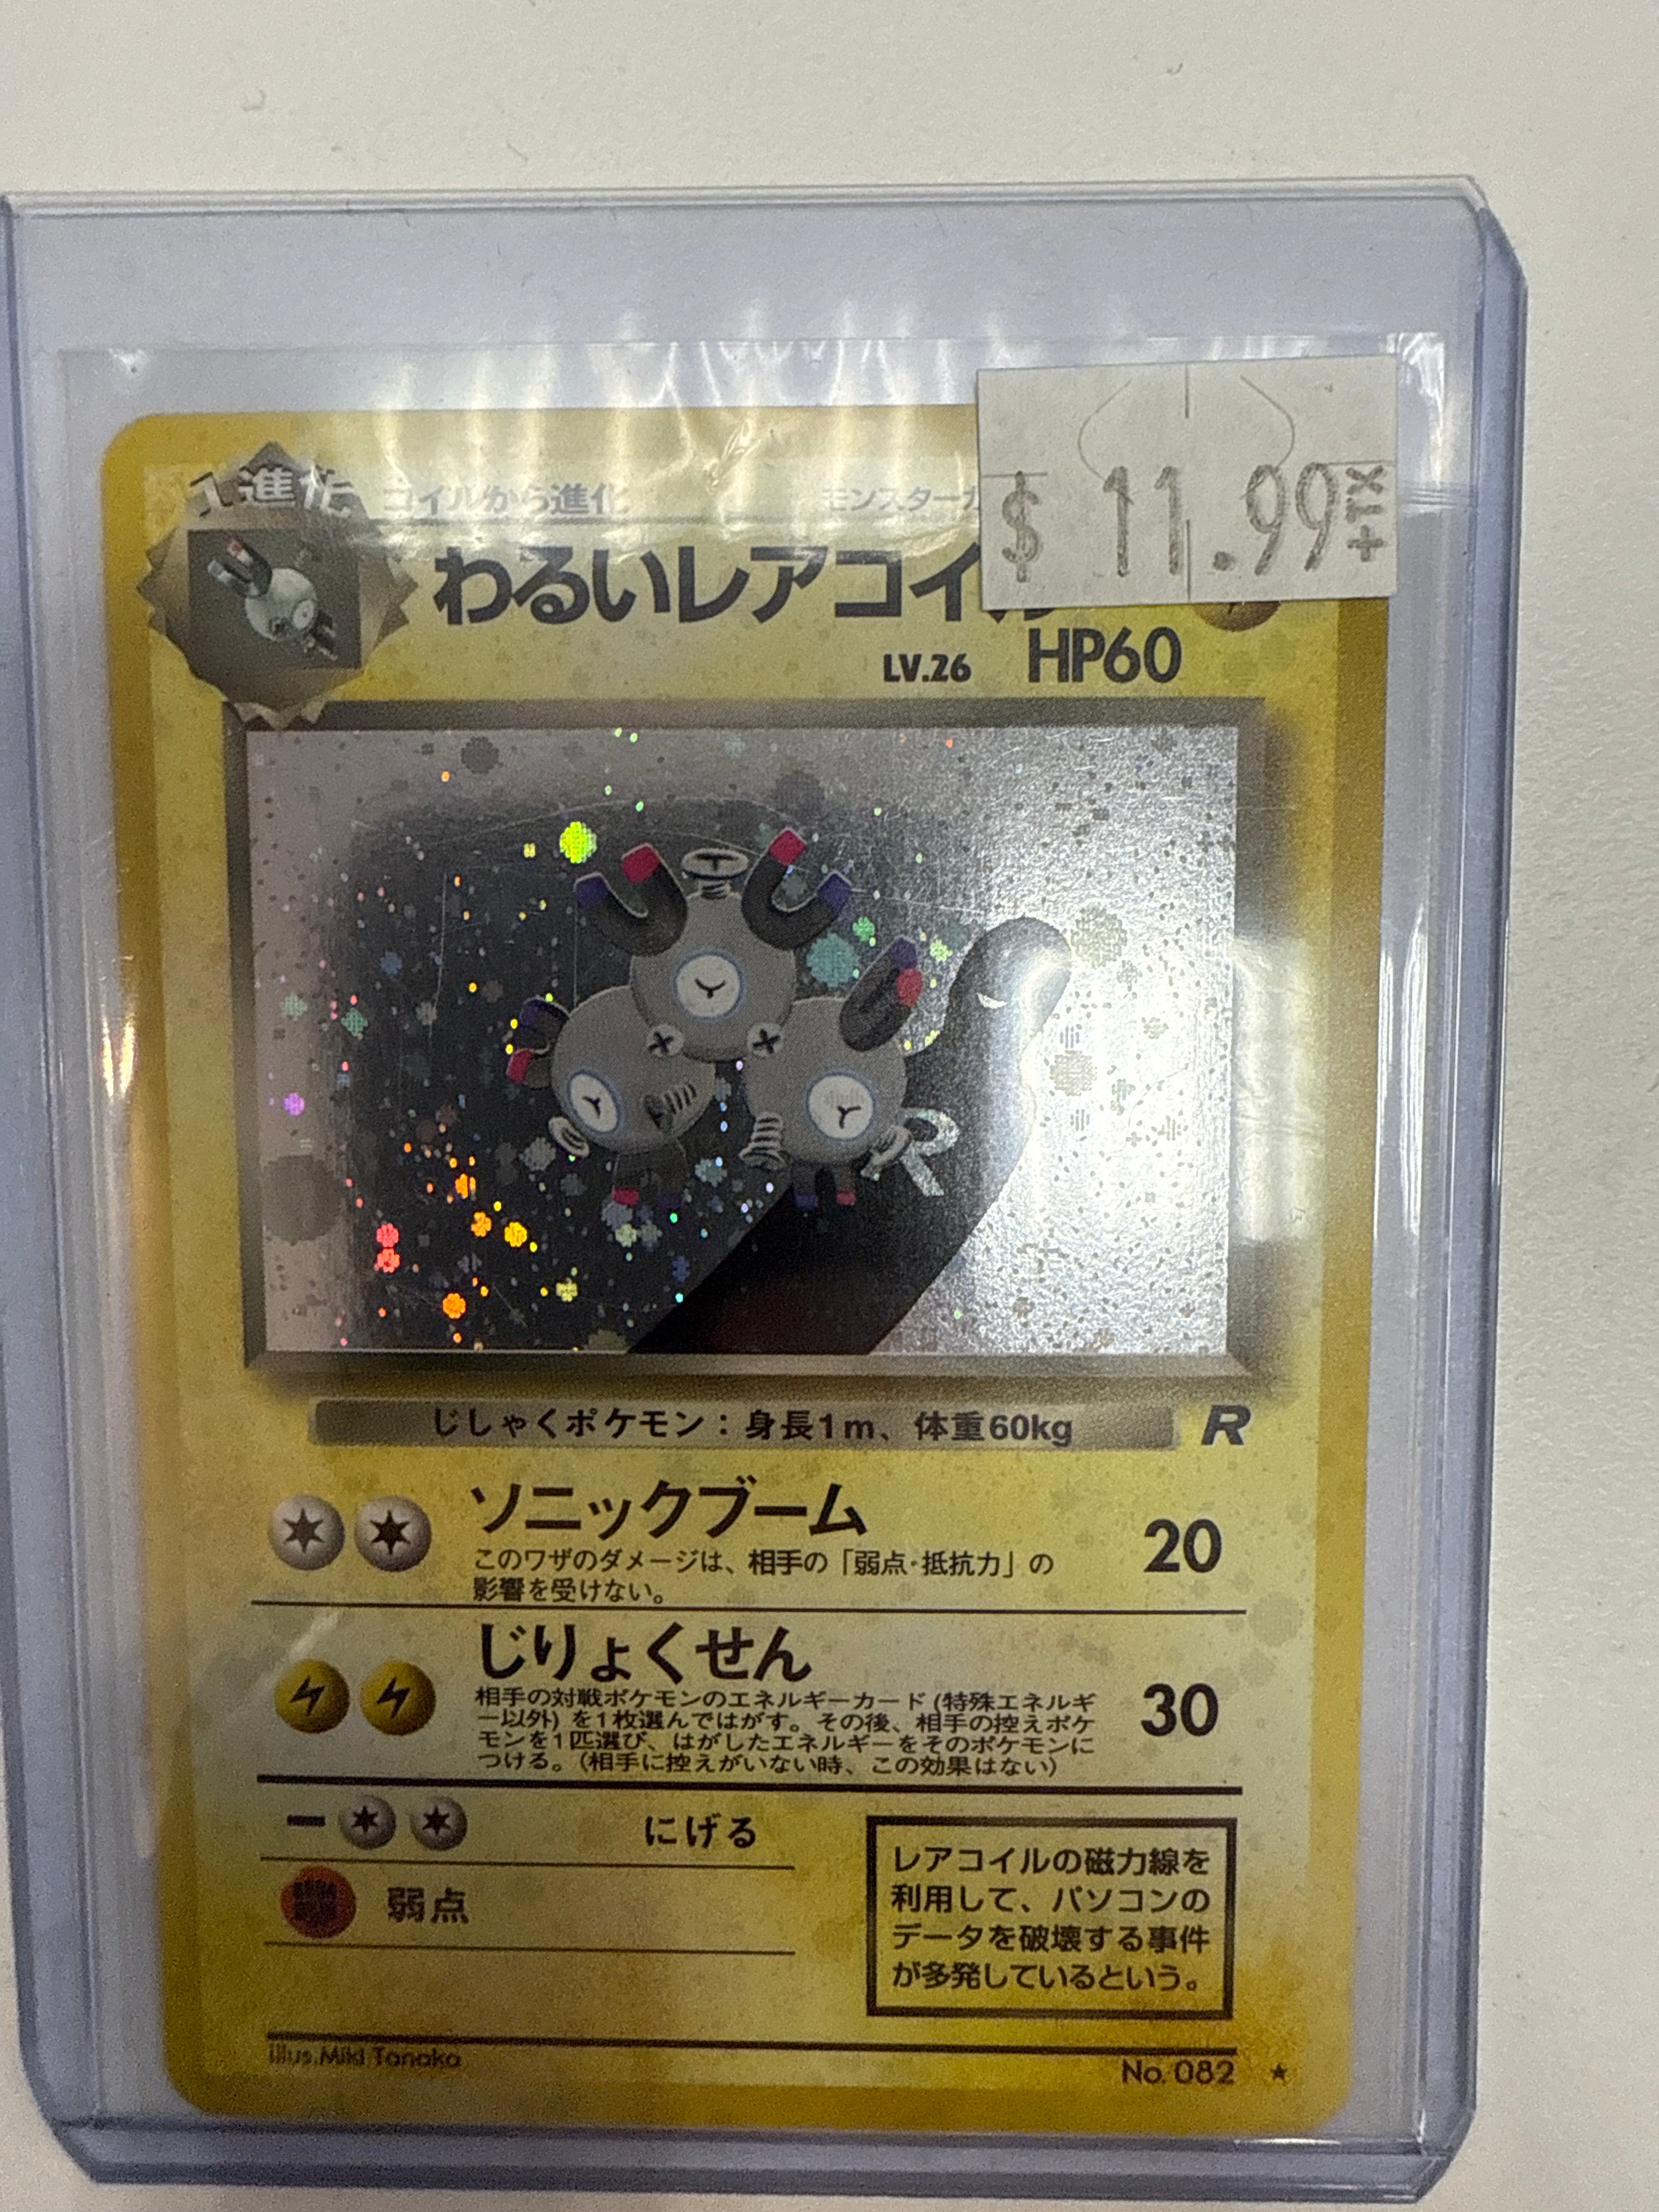 1進化 コイルから進化 モンスター
$ 11.99 +TX
わるいレアコイル
LV.26 HP60
R
じしゃくポケモン：身長1m、体重60kg R
ソニックブーム 20
このワザのダメージは、相手の「弱点・抵抗力」の
影響を受けない。
じりょくせん 30
相手の対戦ポケモンのエネルギーカード(特殊エネルギ
ー以外)を1枚選んではがす。その後、相手の控えポケ
モンを1匹選び、はがしたエネルギーをそのポケモンに
つける。(相手に控えがいない時、この効果はない)
にげる
弱点
レアコイルの磁力線を
利用して、パソコンの
データを破壊する事件
が多発しているという。
illus.Miki Tanaka
No.082 ★